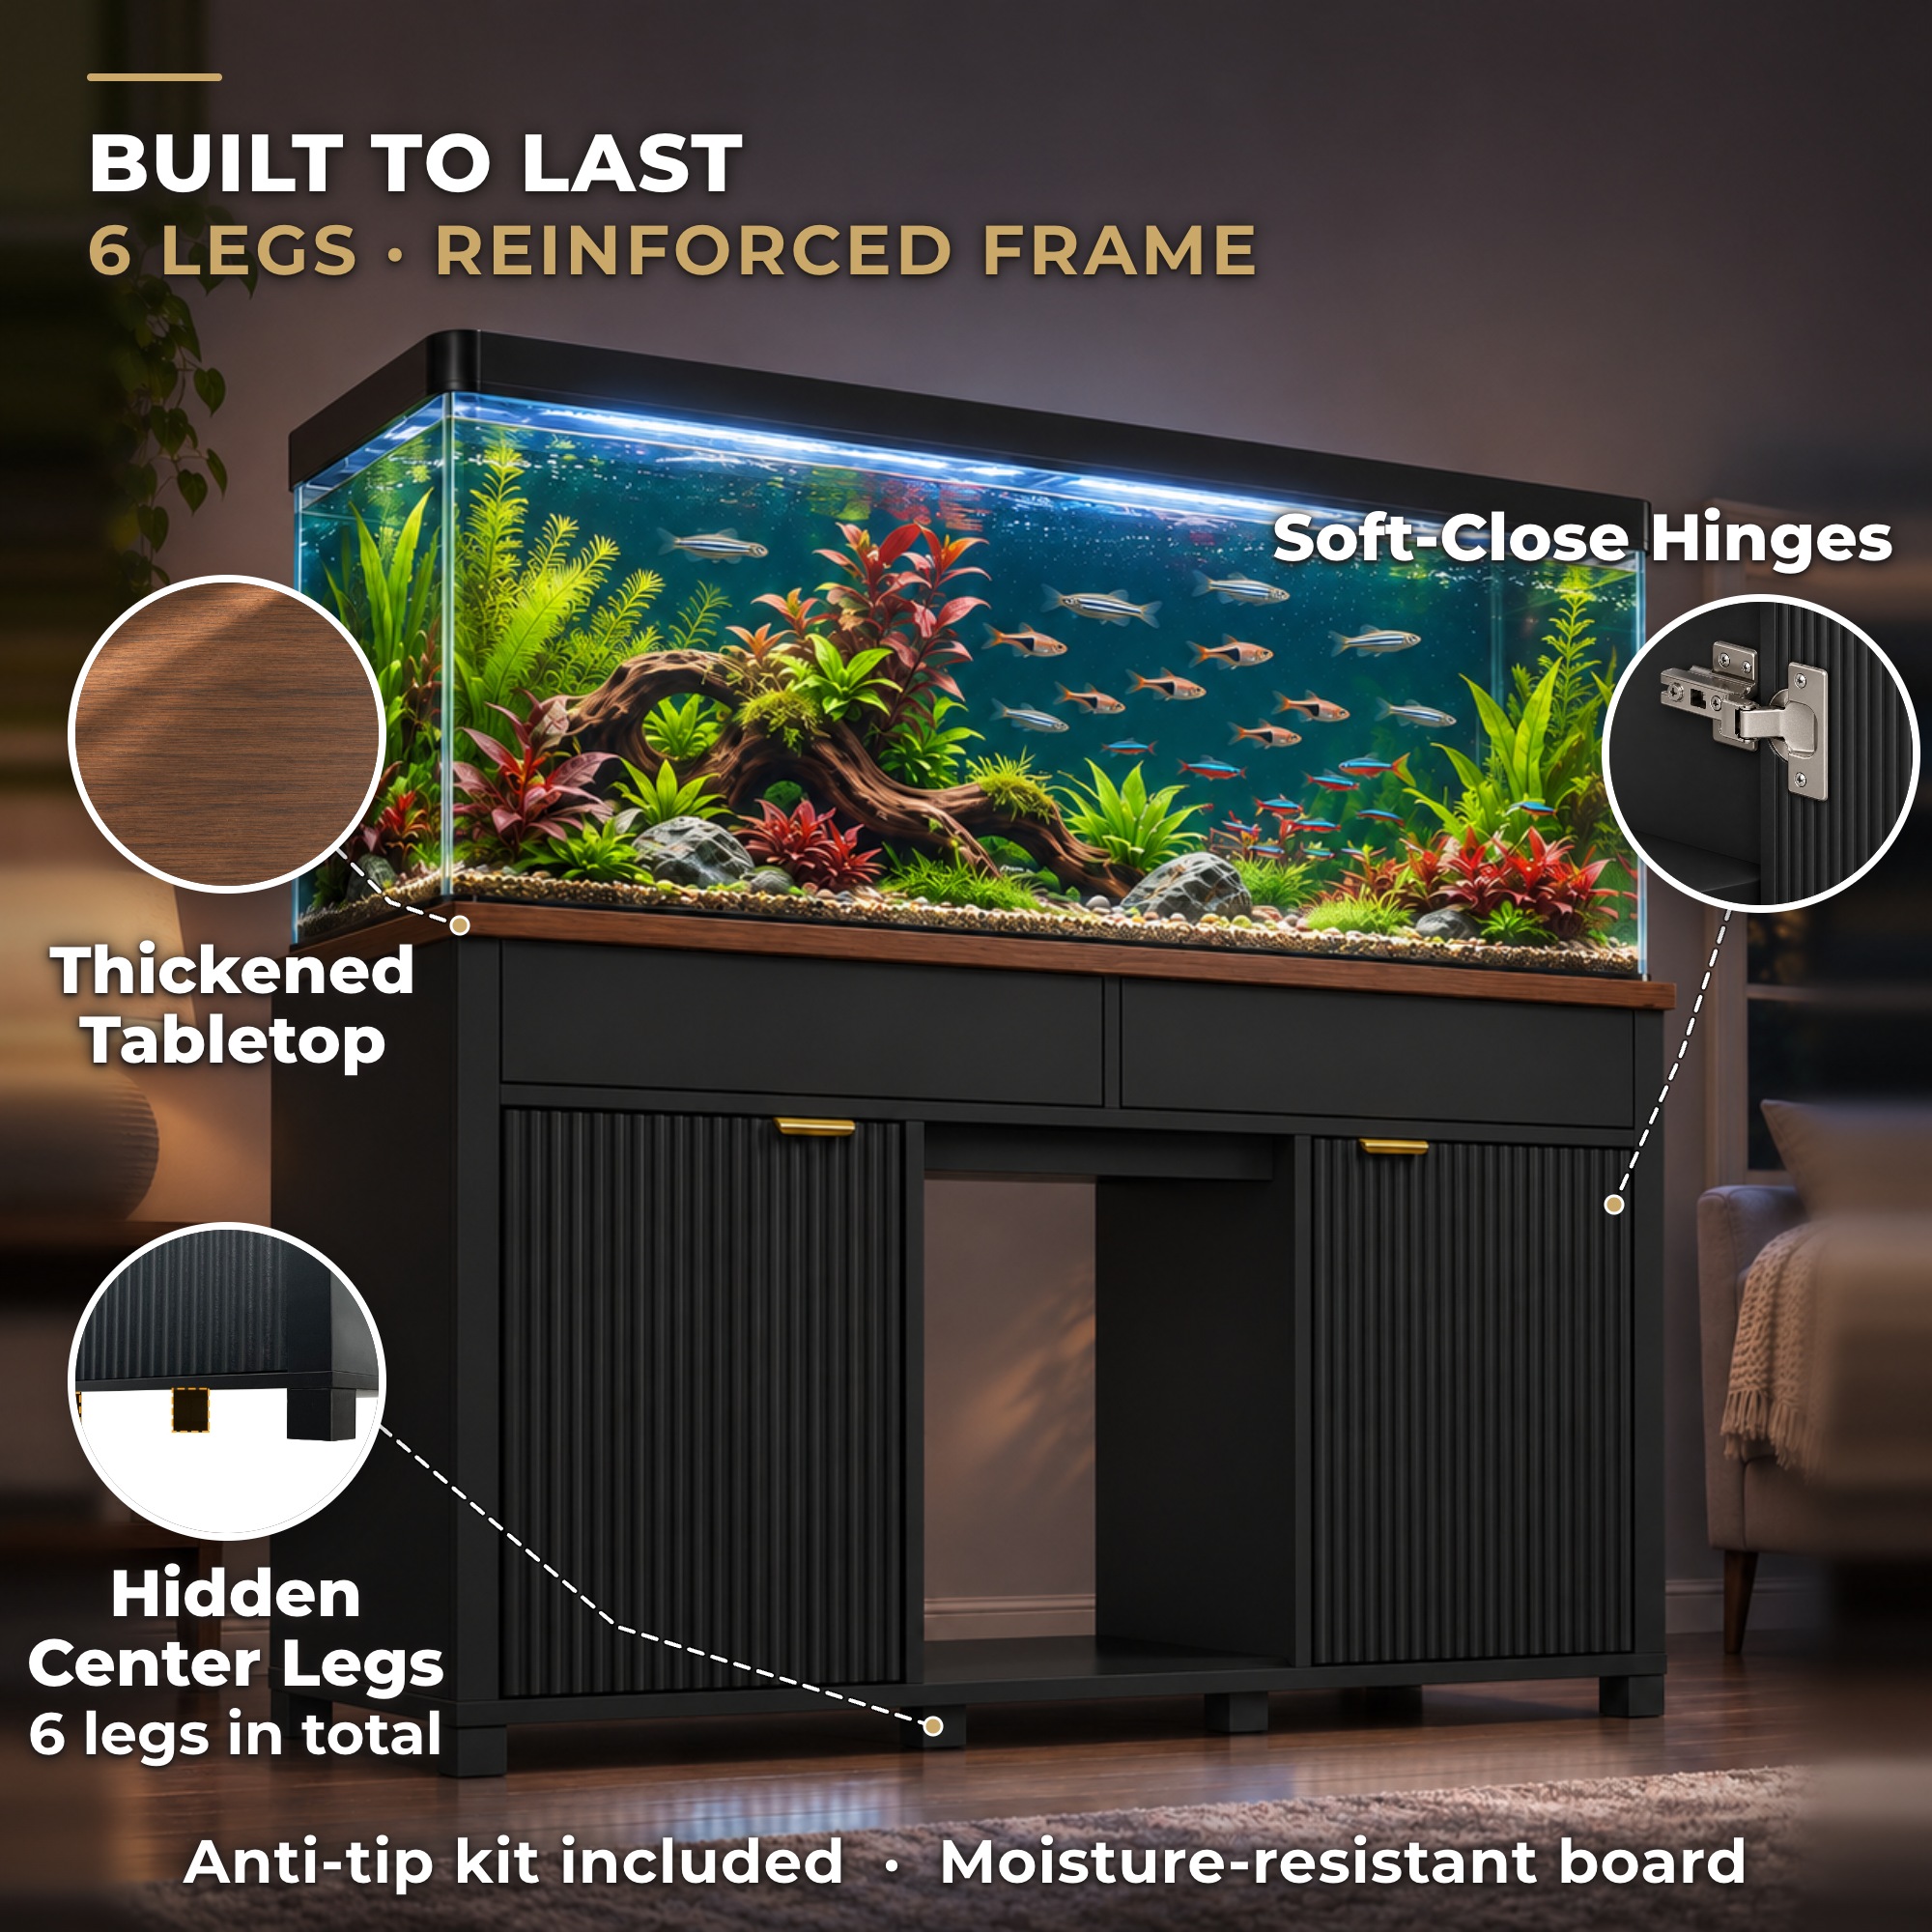 BUILT TO LAST
6 LEGS · REINFORCED FRAME
Soft-Close Hinges
Thickened
Tabletop
Hidden
Center Legs
6 legs in total
Anti-tip kit included · Moisture-resistant board